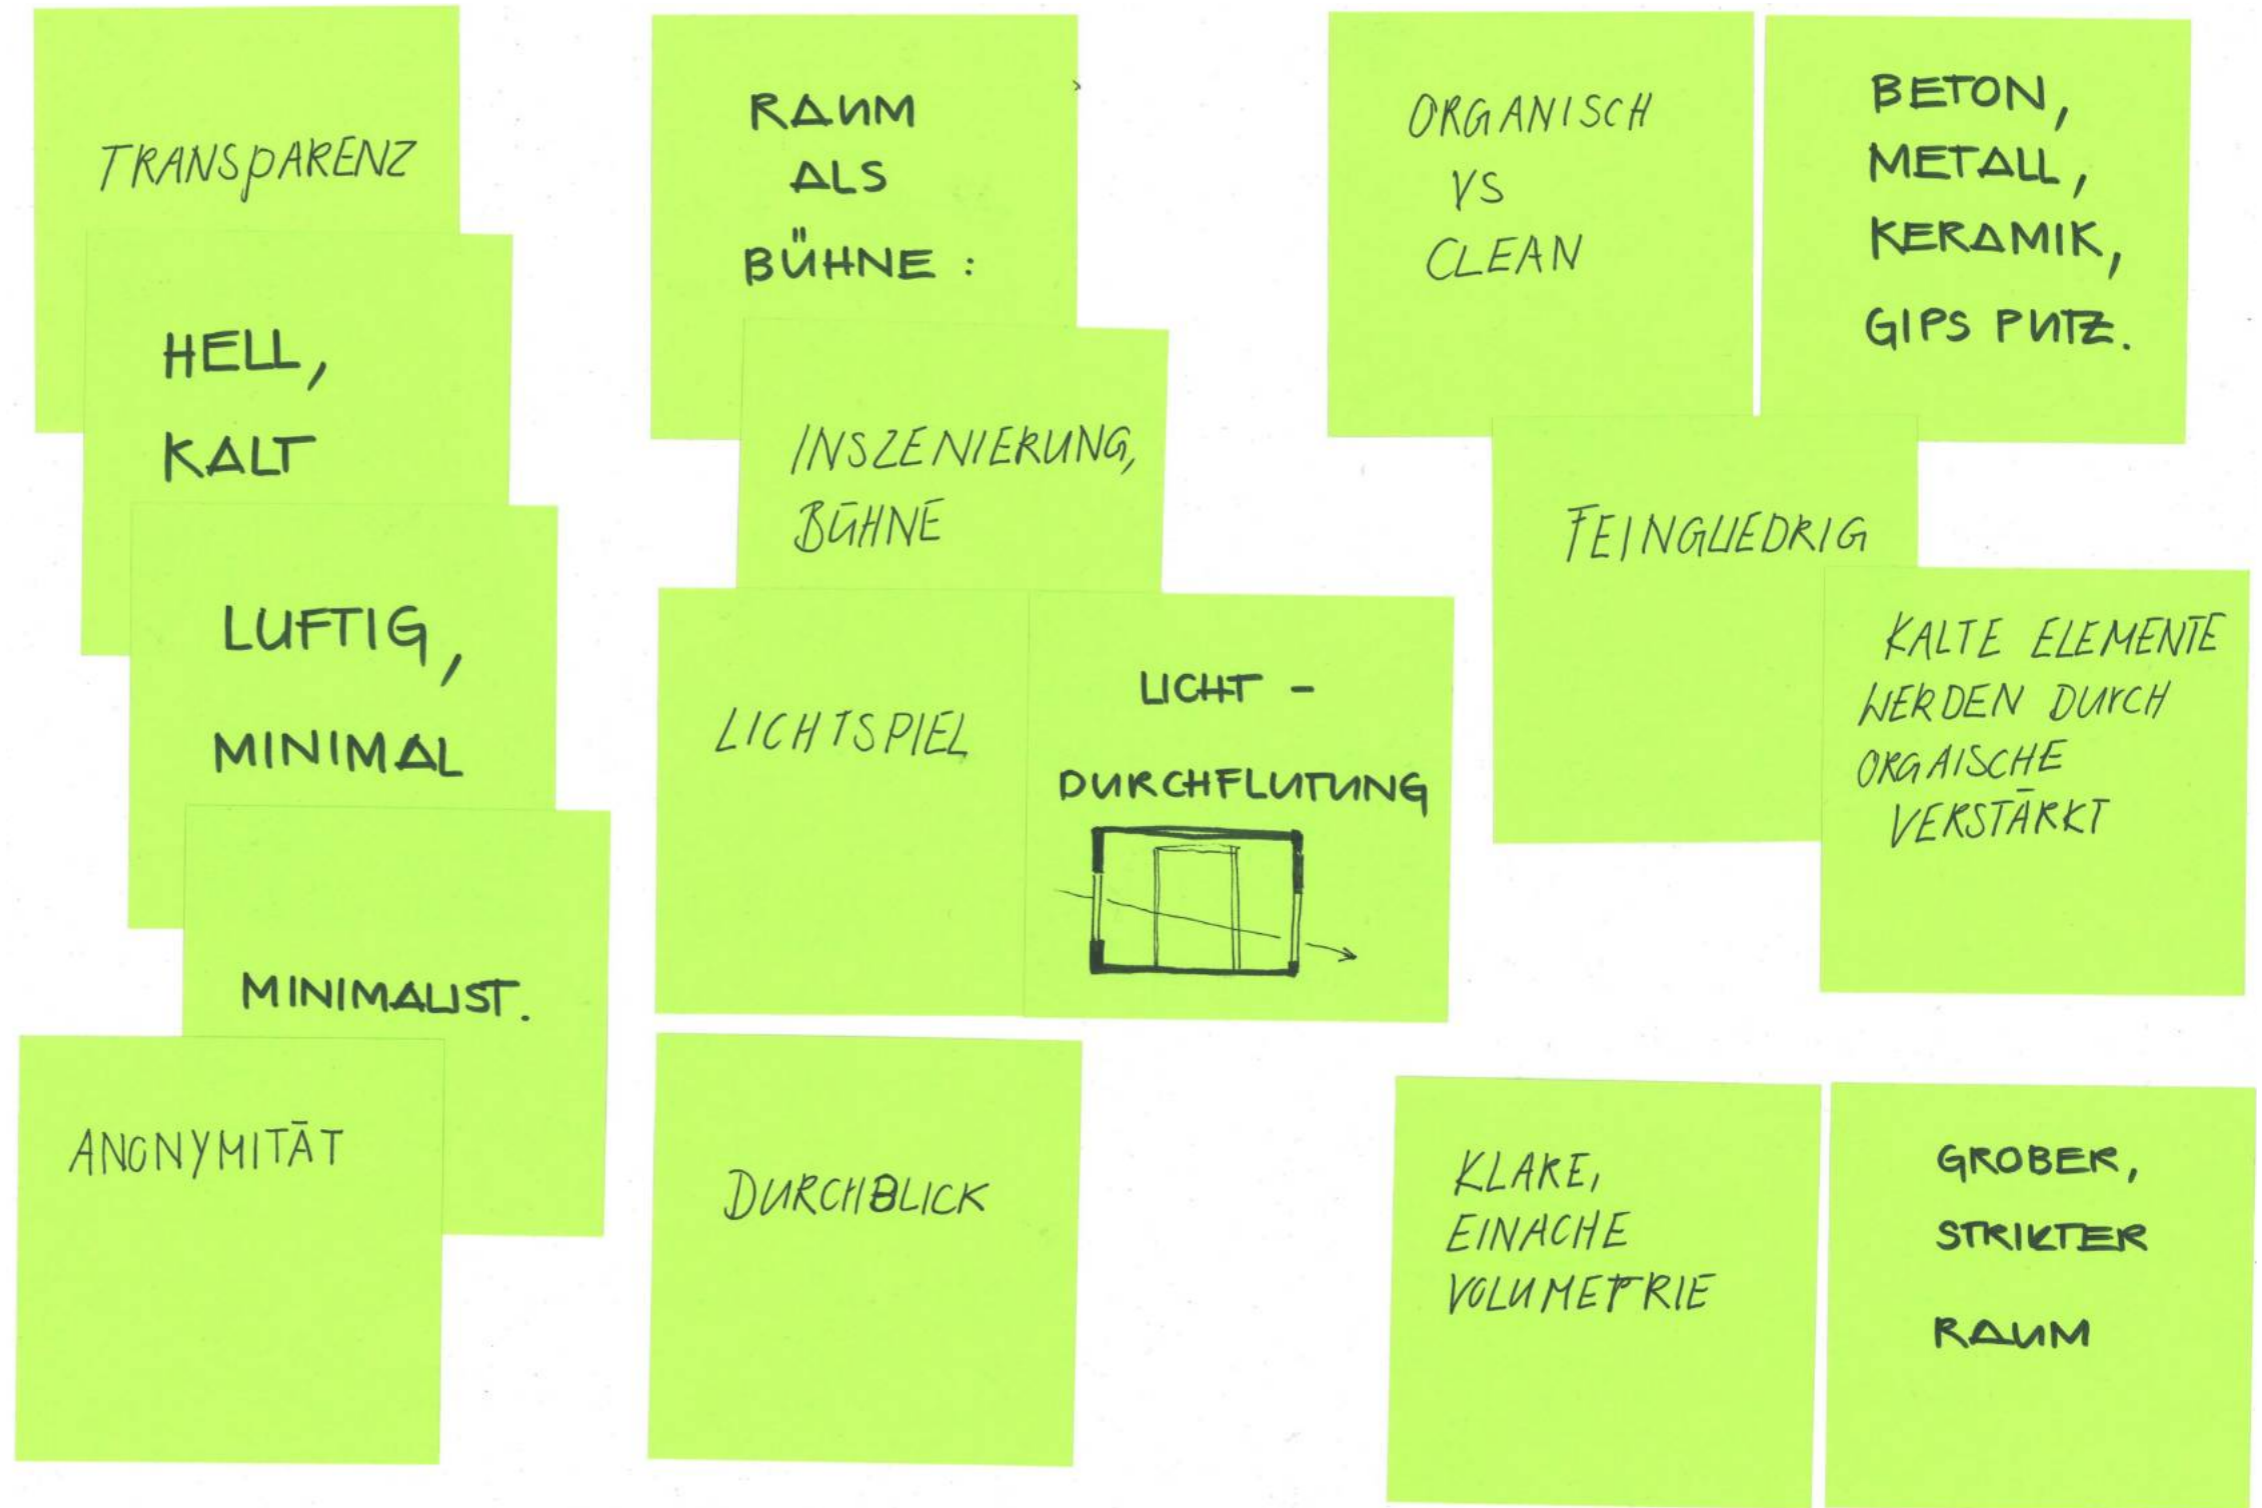 TRANSPARENZ
HELL,
KALT
LUFTIG,
MINIMAL
MINIMALIST.
ANONYMITÄT
RAUM
ALS
BÜHNE :
INSZENIERUNG,
BÜHNE
LICHTSPIEL
LICHT -
DURCHFLUTUNG
DURCHBLICK
ORGANISCH
VS
CLEAN
BETON,
METALL,
KERAMIK,
GIPS PUTZ.
FEINGLIEDRIG
KALTE ELEMENTE
WERDEN DURCH
ORGAISCHE
VERSTÄRKT
KLARE,
EINACHE
VOLUMETRIE
GROBER,
STRIKTER
RAUM